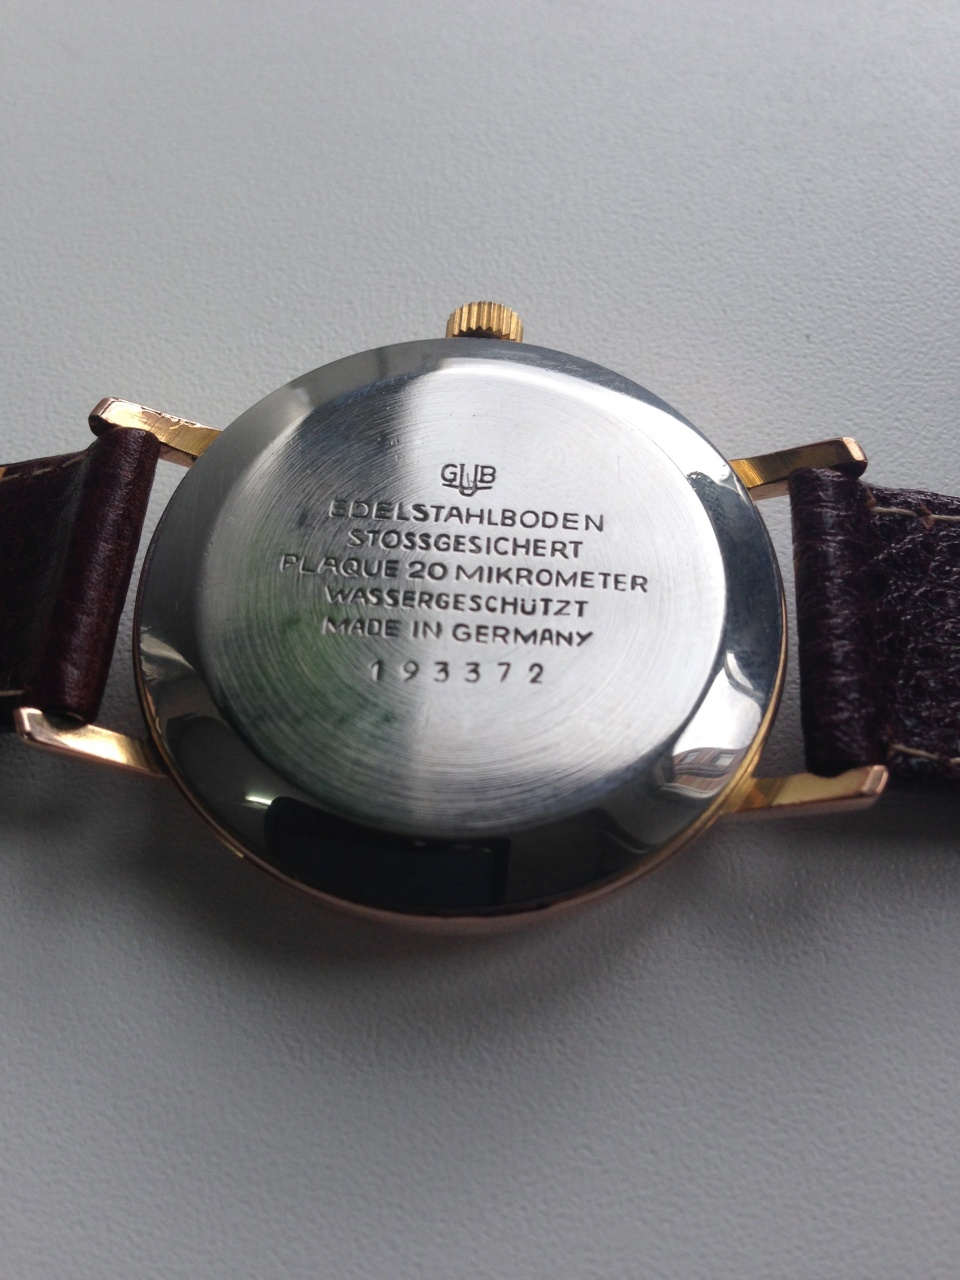 GUB
EDELSTAHLBODEN
STOSSGESICHERT
PLAQUE 20 MIKROMETER
WASSERGESCHÜTZT
MADE IN GERMANY
193372